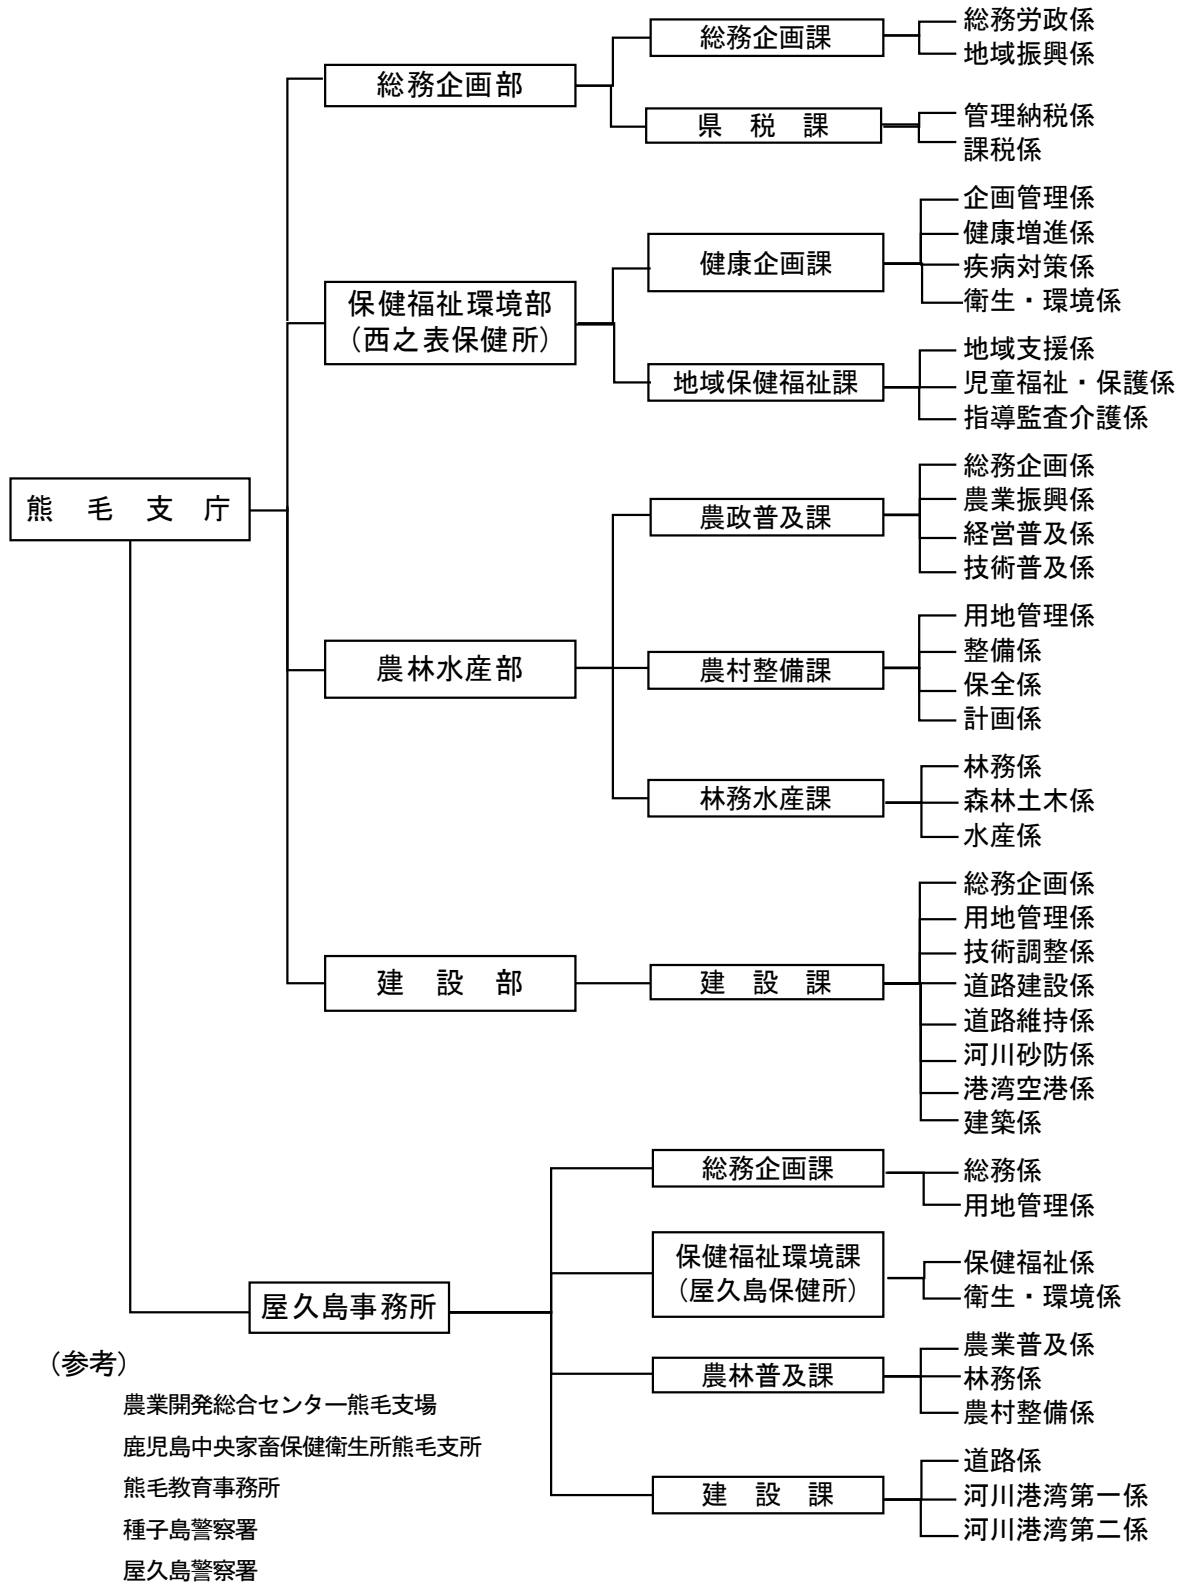 総務企画課
総務労政係
地域振興係
総務企画部
県　税　課
管理納税係
課税係
企画管理係
健康増進係
健康企画課
疾病対策係
衛生・環境係
保健福祉環境部
（西之表保健所）
地域支援係
地域保健福祉課
児童福祉・保護係
指導監査介護係
熊　毛　支　庁
総務企画係
農業振興係
農政普及課
経営普及係
技術普及係
用地管理係
整備係
農林水産部
農村整備課
保全係
計画係
林務係
林務水産課
森林土木係
水産係
総務企画係
用地管理係
技術調整係
建　設　部
建　設　課
道路建設係
道路維持係
河川砂防係
港湾空港係
建築係
総務企画課
総務係
用地管理係
保健福祉環境課
（屋久島保健所）
保健福祉係
衛生・環境係
屋久島事務所
農林普及課
農業普及係
林務係
農村整備係
建　設　課
道路係
河川港湾第一係
河川港湾第二係
（参考）
農業開発総合センター熊毛支場
鹿児島中央家畜保健衛生所熊毛支所
熊毛教育事務所
種子島警察署
屋久島警察署